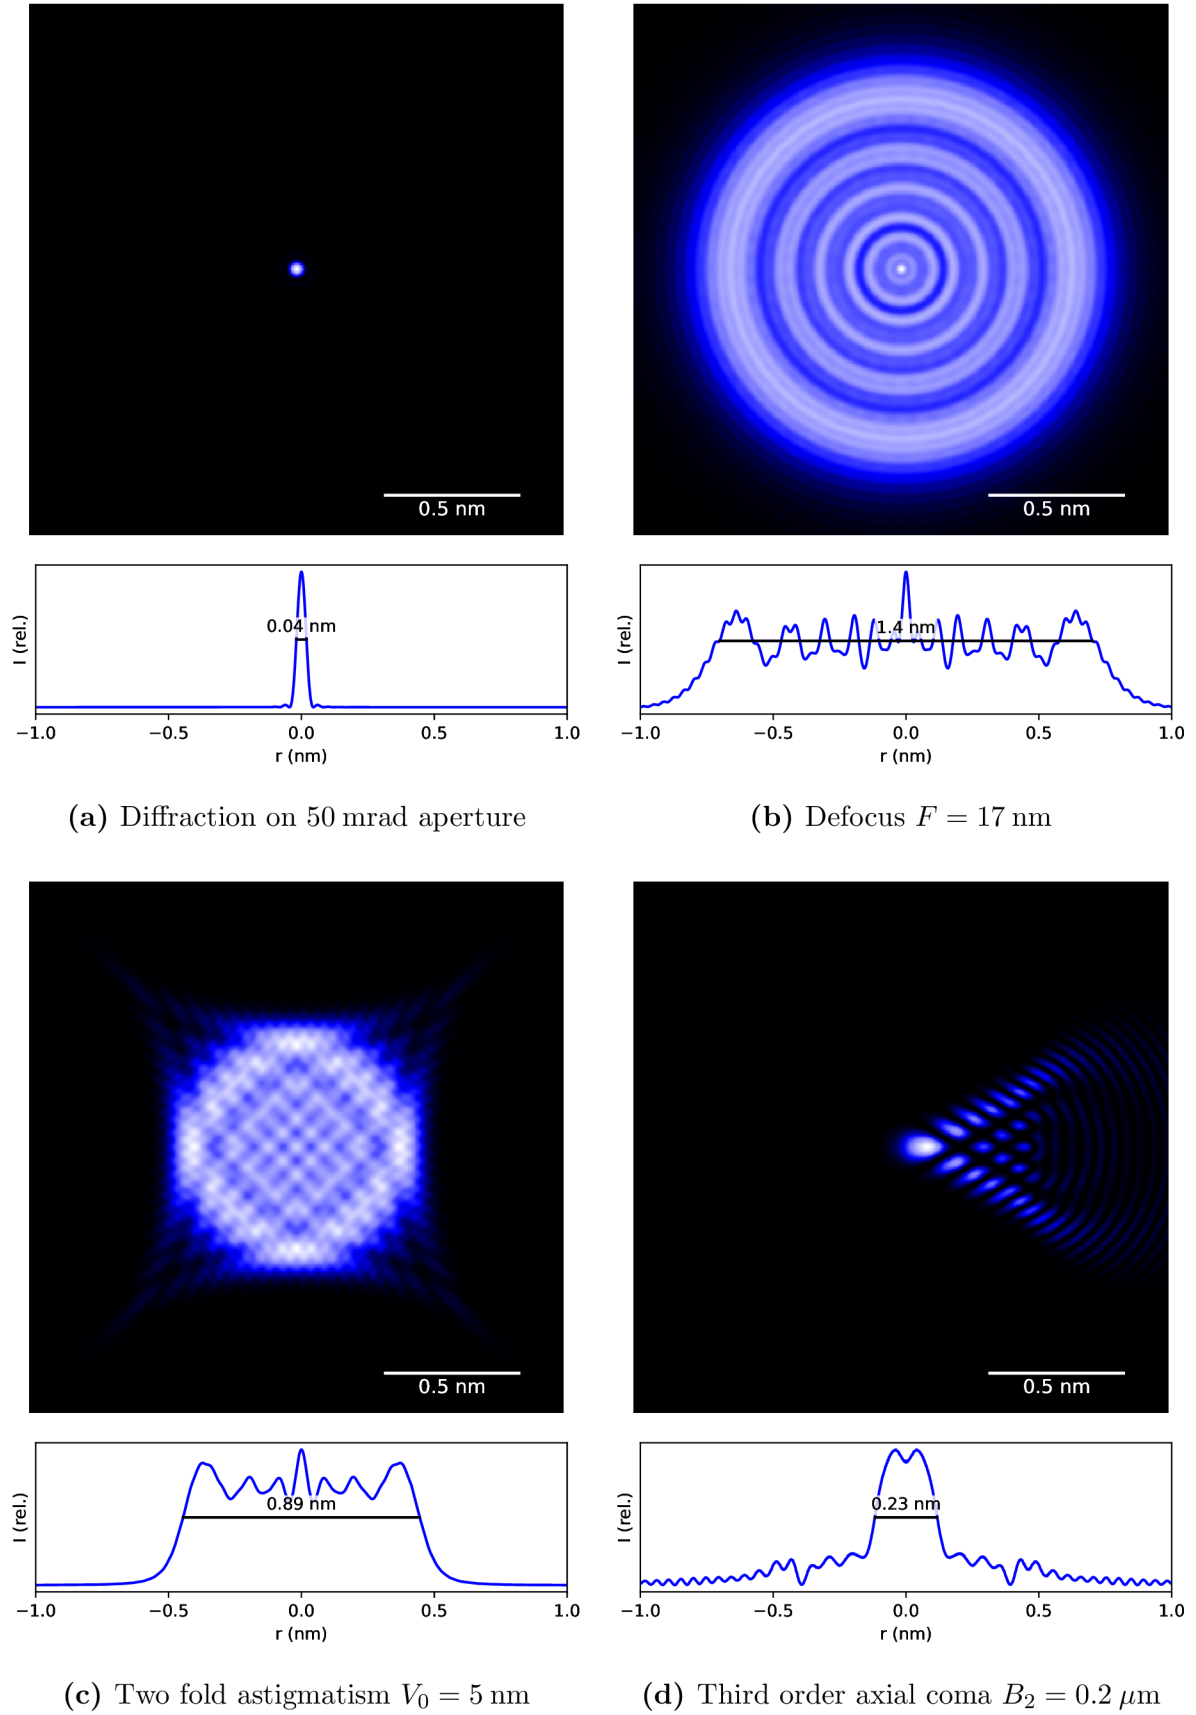 0.5 nm
0.5 nm
I (rel.)
0.04 nm
−1.0 −0.5 0.0 0.5 1.0
r (nm)
I (rel.)
1.4 nm
−1.0 −0.5 0.0 0.5 1.0
r (nm)
(a) Diffraction on 50 mrad aperture
(b) Defocus F = 17 nm
0.5 nm
0.5 nm
I (rel.)
0.89 nm
−1.0 −0.5 0.0 0.5 1.0
r (nm)
I (rel.)
0.23 nm
−1.0 −0.5 0.0 0.5 1.0
r (nm)
(c) Two fold astigmatism V₀ = 5 nm
(d) Third order axial coma B₂ = 0.2 μm